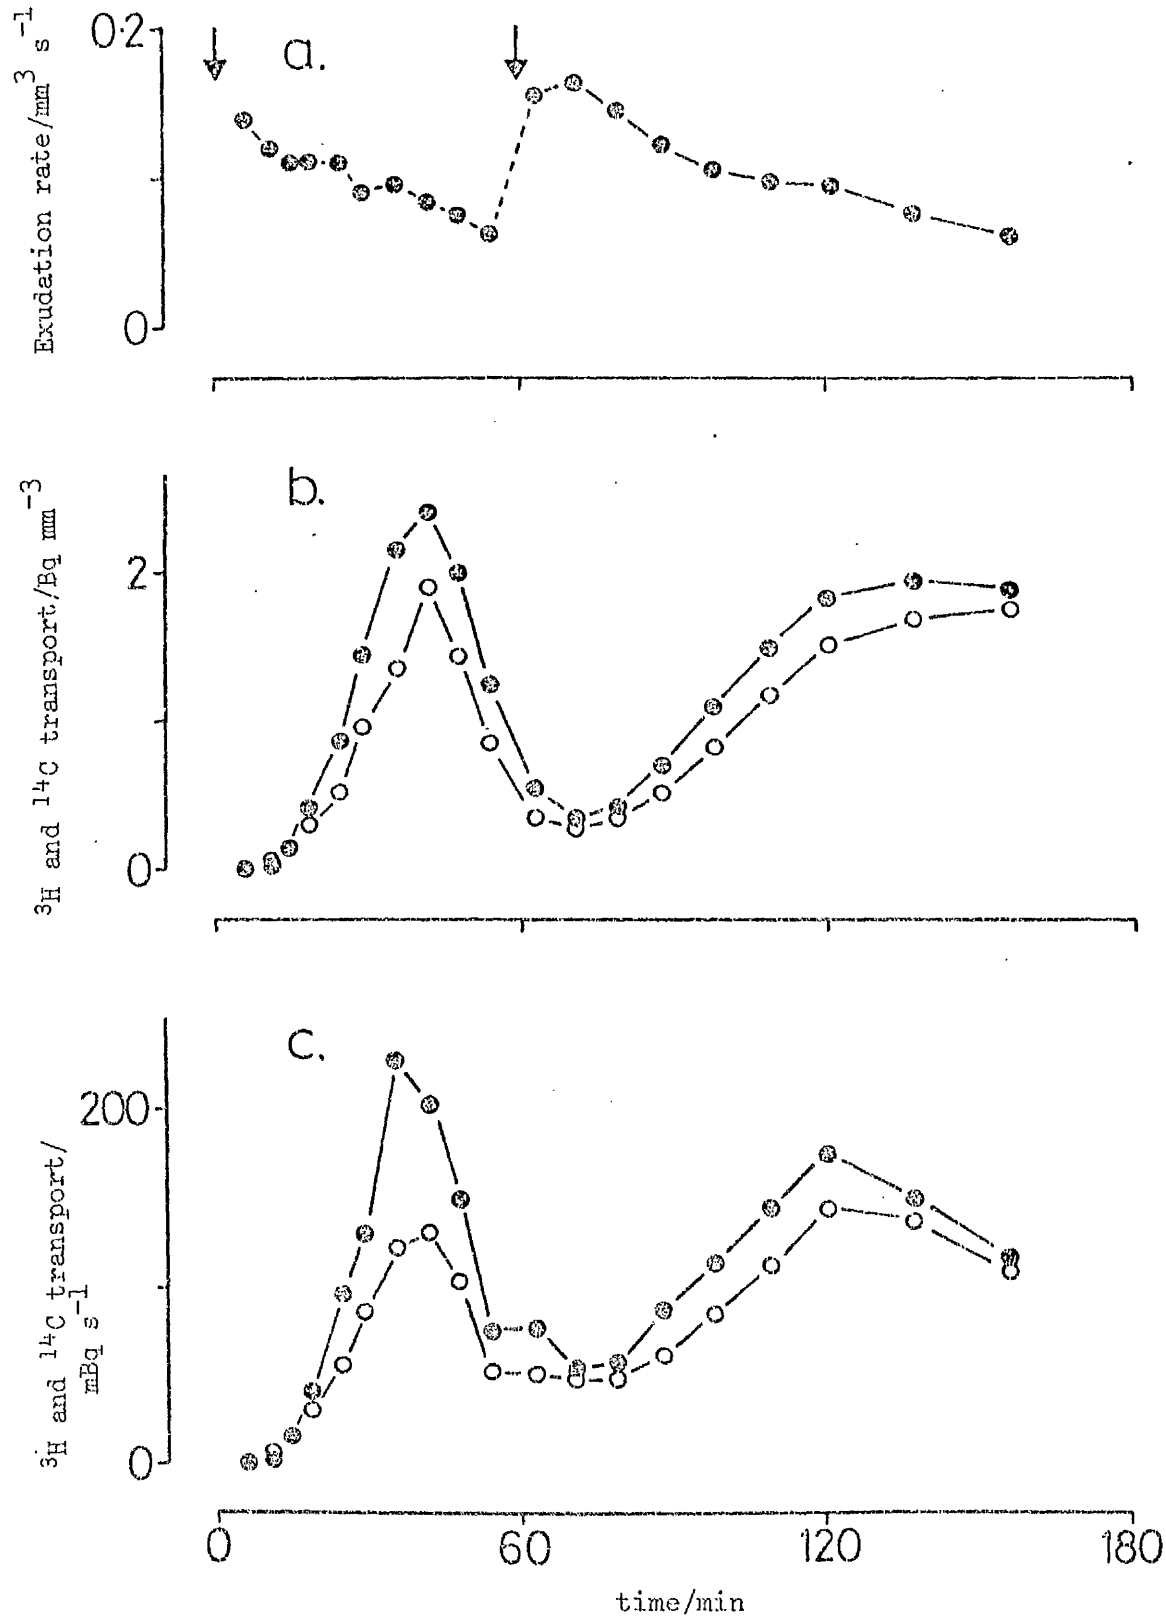 a.
0·2
0
Exudation rate/mm³ s⁻¹
b.
2
0
³H and ¹⁴C transport/Bq mm⁻³
c.
200
0
³H and ¹⁴C transport/
mBq s⁻¹
0 60 120 180
time/min